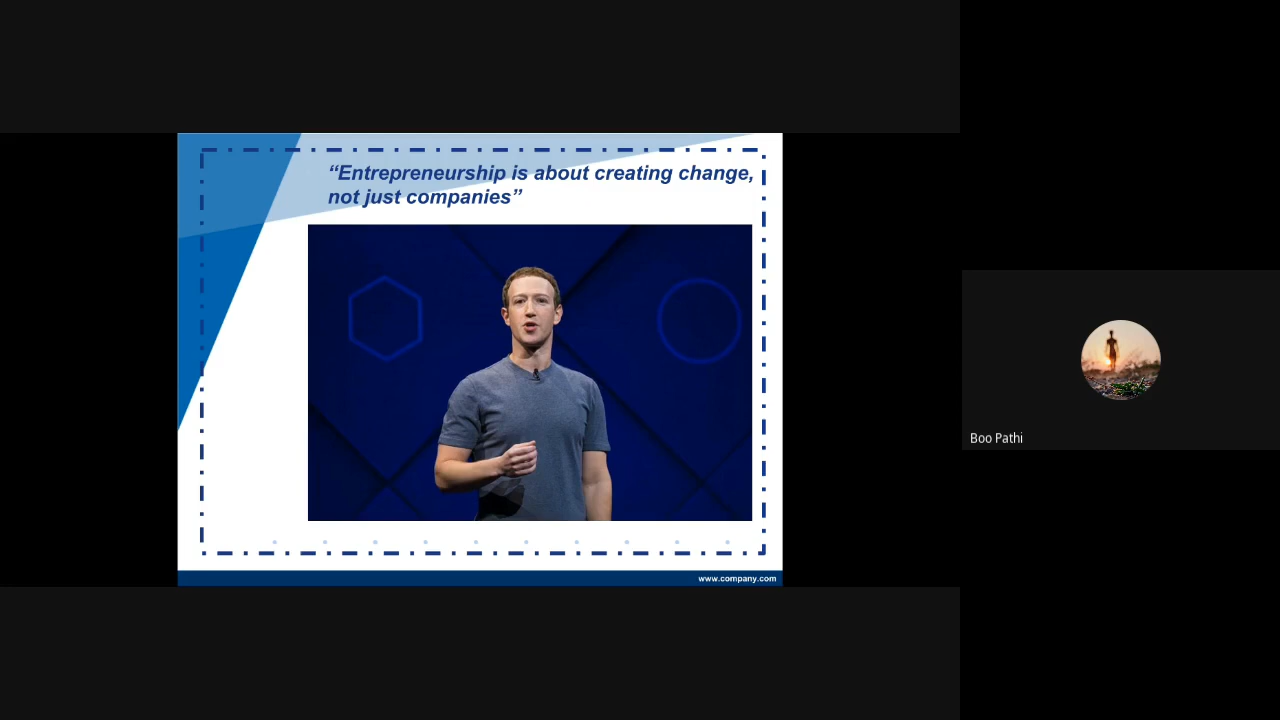 “Entrepreneurship is about creating change,
not just companies”
Boo Pathi
www.company.com